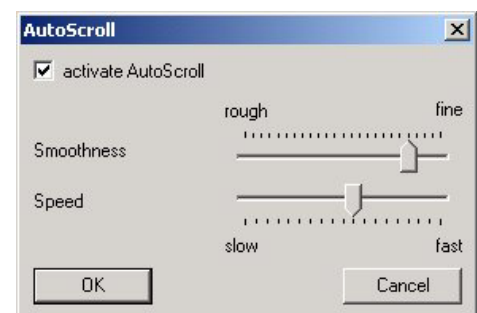 AutoScroll
activate AutoScroll
rough fine
Smoothness
Speed
slow fast
OK Cancel